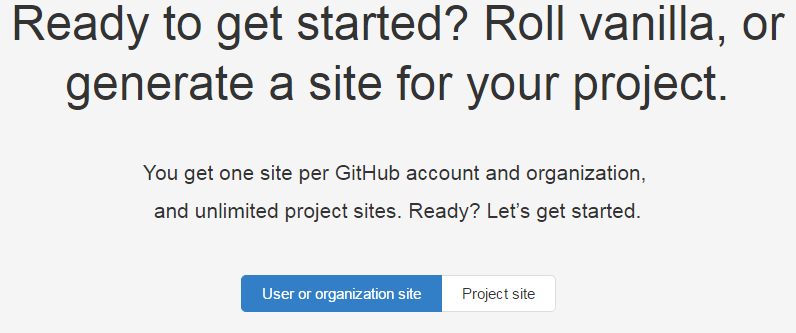 Ready to get started? Roll vanilla, or
generate a site for your project.
You get one site per GitHub account and organization,
and unlimited project sites. Ready? Let’s get started.
User or organization site
Project site